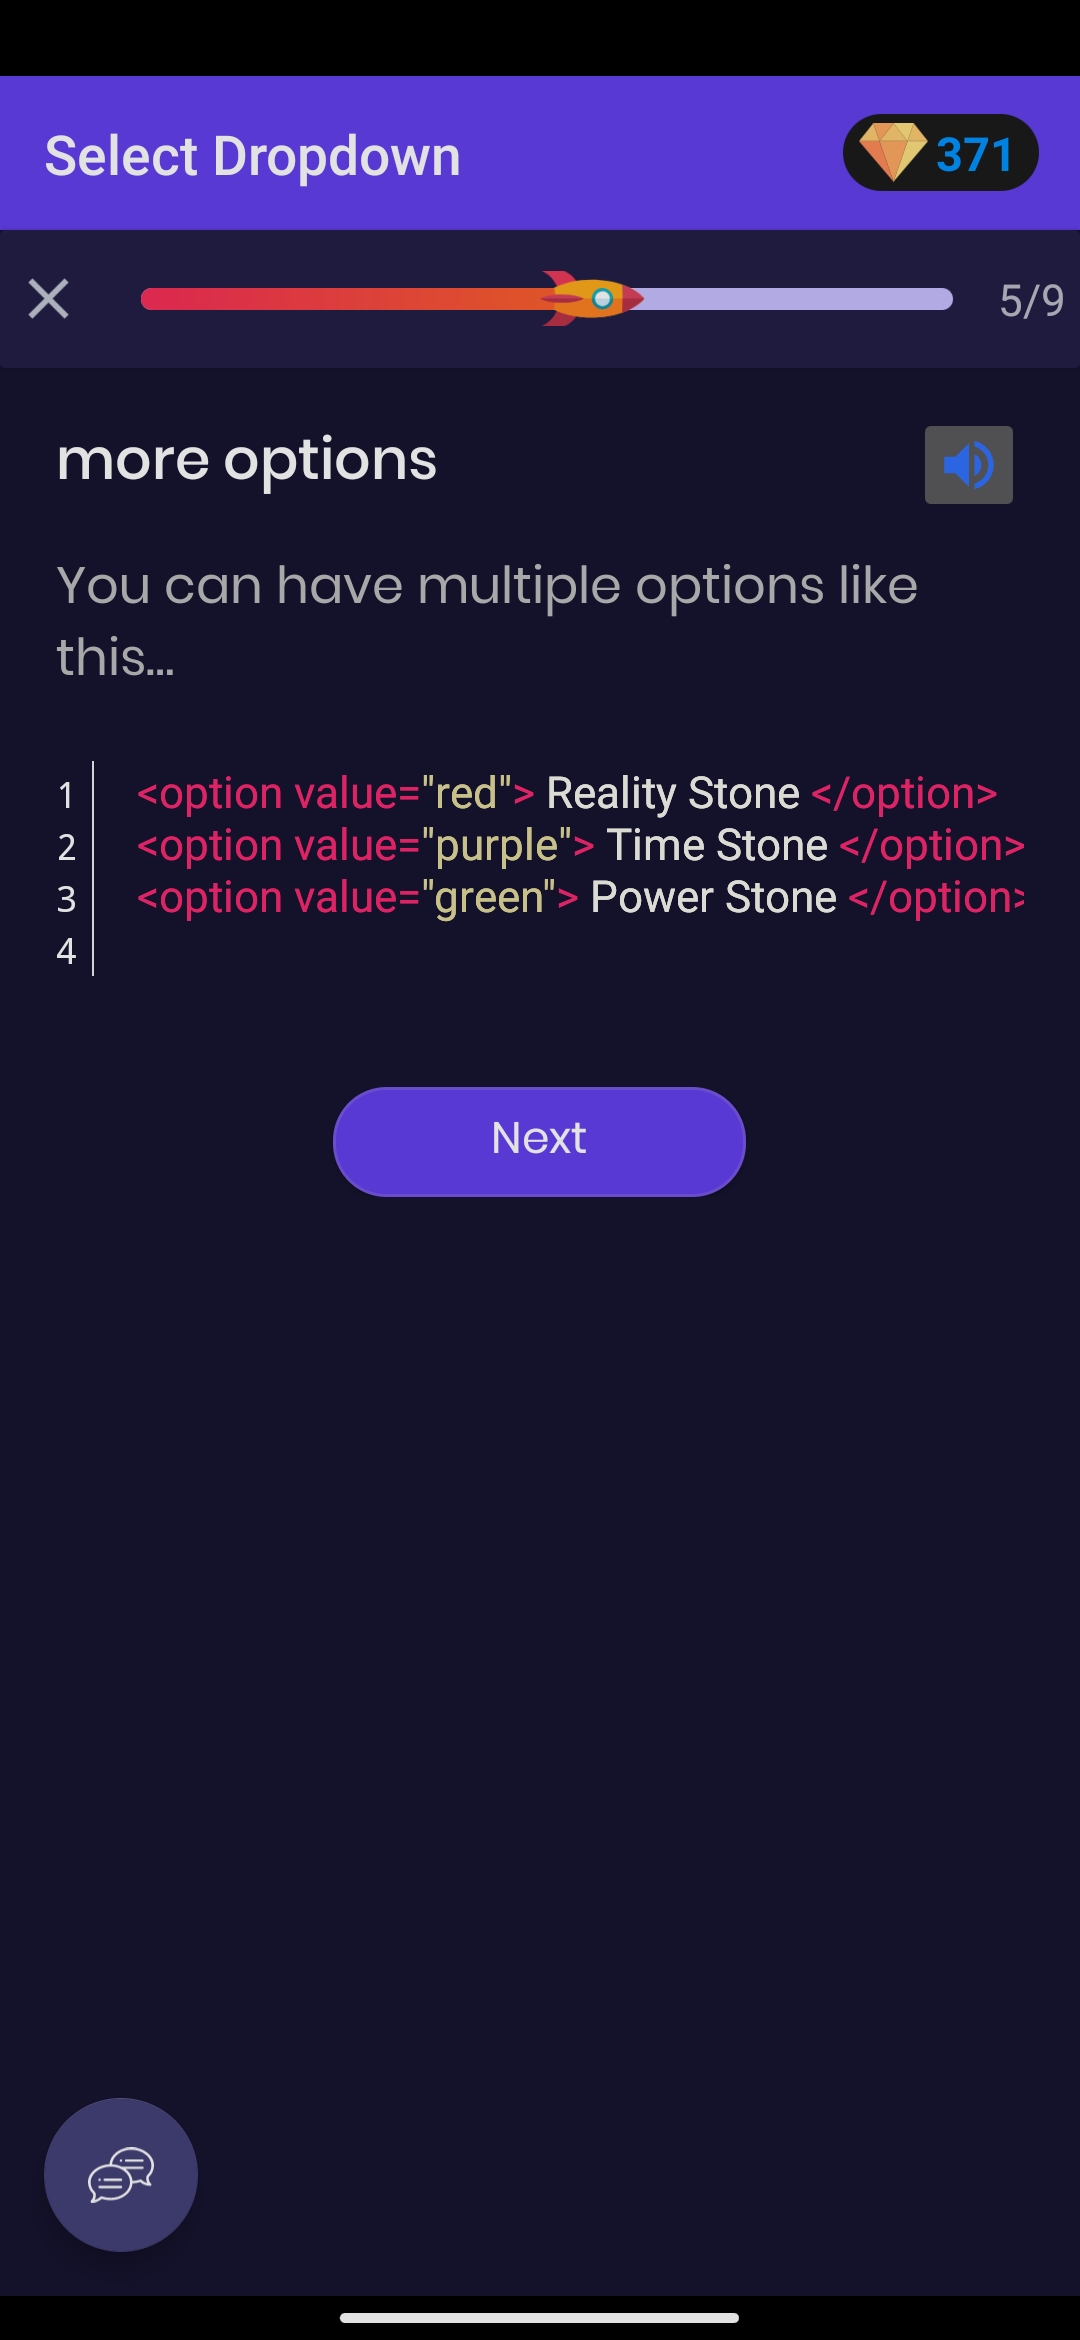 Select Dropdown
371
5/9
more options
You can have multiple options like
this...
1 <option value="red"> Reality Stone </option>
2 <option value="purple"> Time Stone </option>
3 <option value="green"> Power Stone </option>
4
Next